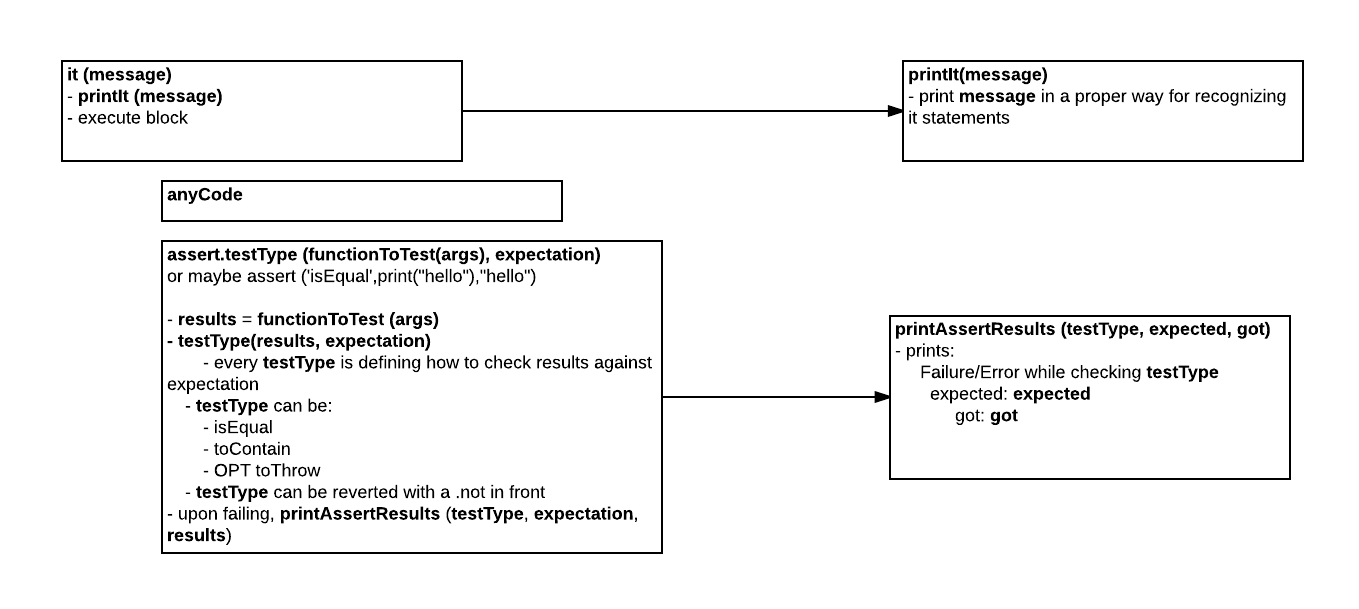 it (message)
- printIt (message)
- execute block
printIt(message)
- print message in a proper way for recognizing
it statements
anyCode
assert.testType (functionToTest(args), expectation)
or maybe assert ('isEqual',print("hello"),"hello")
- results = functionToTest (args)
- testType(results, expectation)
- every testType is defining how to check results against
expectation
- testType can be:
- isEqual
- toContain
- OPT toThrow
- testType can be reverted with a .not in front
- upon failing, printAssertResults (testType, expectation,
results)
printAssertResults (testType, expected, got)
- prints:
Failure/Error while checking testType
expected: expected
got: got